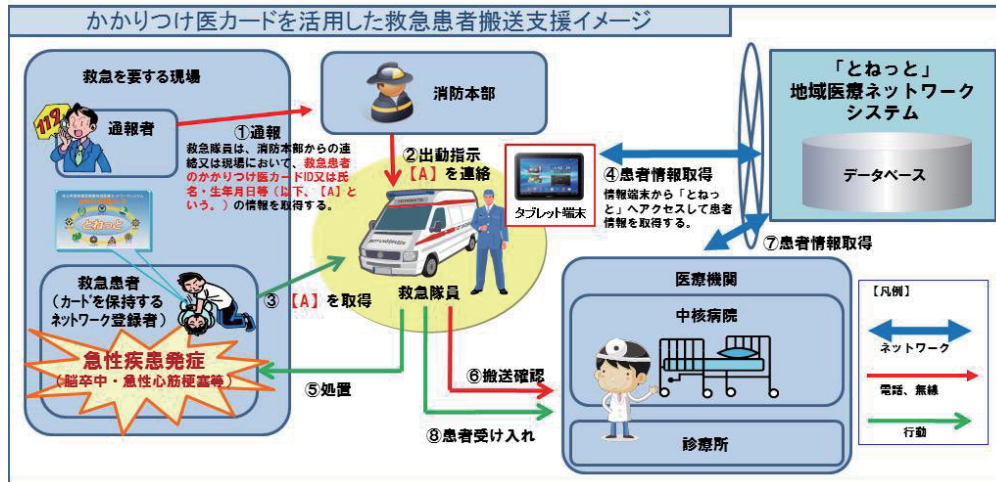 かかりつけ医カードを活用した救急患者搬送支援イメージ
救急を要する現場
119
通報者
①通報
救急隊員は、消防本部からの連
絡又は現場において、救急患者
のかかりつけ医カードID又は氏
名・生年月日等(以下、【A】と
いう。)の情報を取得する。
消防本部
②出動指示
【A】を連絡
タブレット端末
④患者情報取得
情報端末から「とねっ
と」へアクセスして患者
情報を取得する。
「とねっと」
地域医療ネットワーク
システム
データベース
とねっと
救急患者
(カードを保持する
ネットワーク登録者)
急性疾患発症
(脳卒中・急性心筋梗塞等)
③【A】を取得
救急隊員
⑤処置
⑥搬送確認
⑧患者受け入れ
⑦患者情報取得
医療機関
中核病院
診療所
【凡例】
ネットワーク
電話、無線
行動